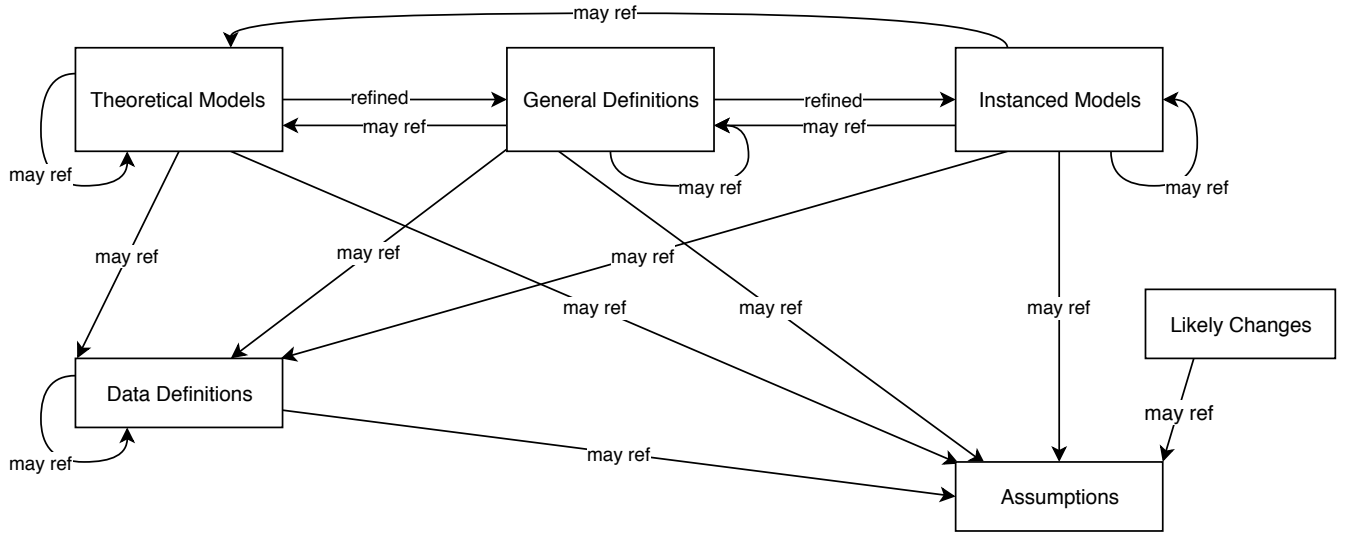 may ref
Theoretical Models
refined
General Definitions
refined
Instanced Models
may ref
may ref
may ref
may ref
may ref
may ref
may ref
may ref
may ref
may ref
may ref
may ref
Likely Changes
Data Definitions
may ref
may ref
may ref
Assumptions